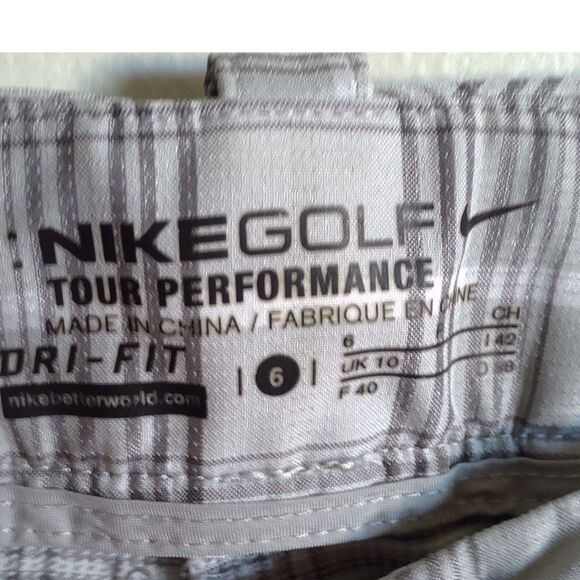 NIKEGOLF
TOUR PERFORMANCE
MADE IN CHINA / FABRIQUE EN CHINE
DRI-FIT
nikebetterworld.com
6
6 CH
UK 10 I 42
F 40 D 38